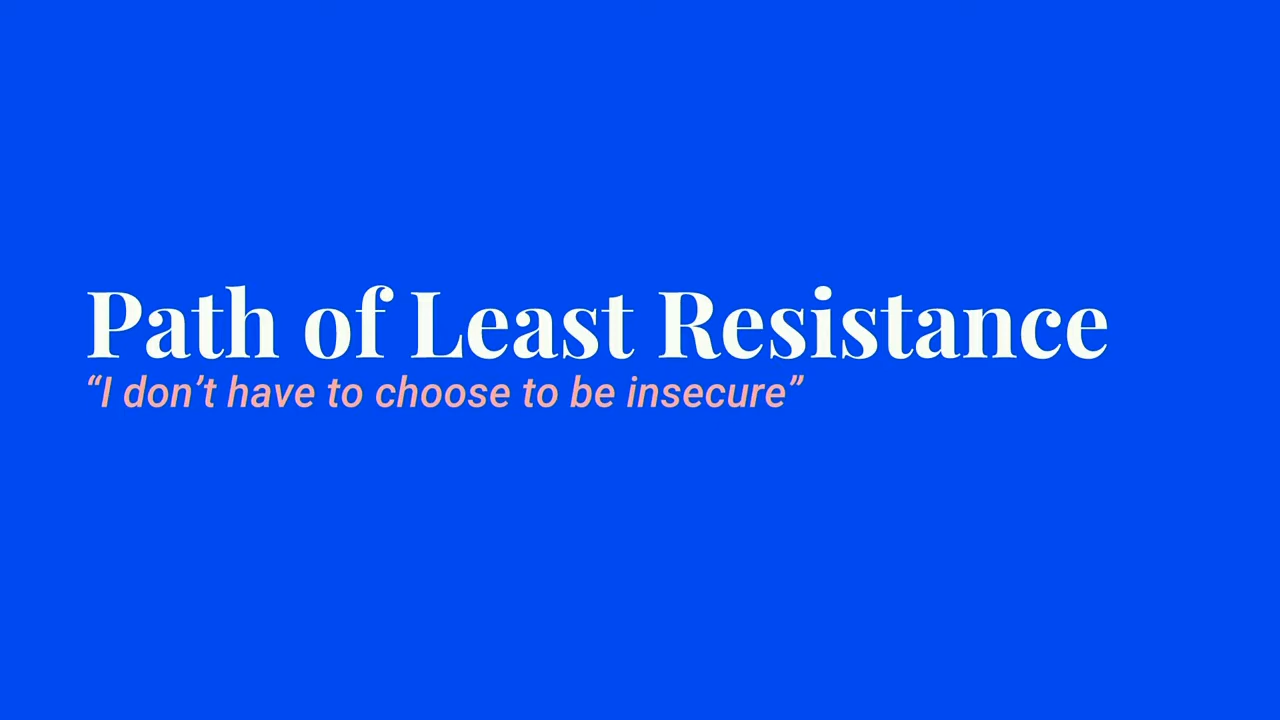 Path of Least Resistance
“I don’t have to choose to be insecure”